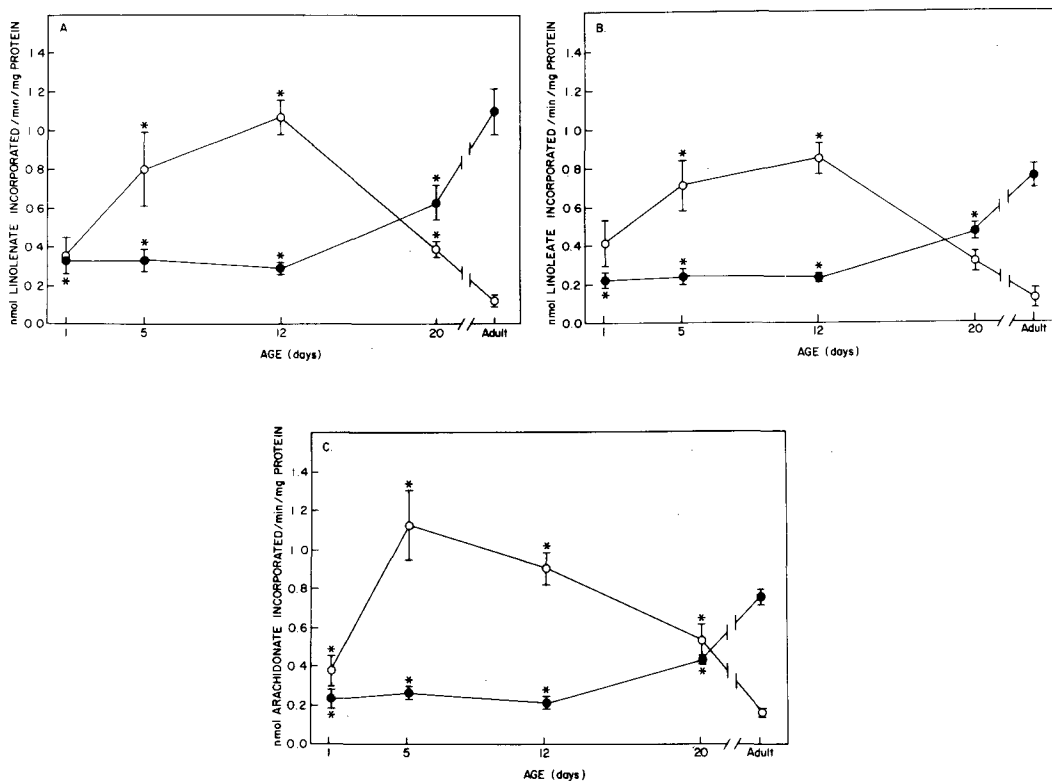 A
nmol LINOLENATE INCORPORATED/min/mg PROTEIN
1.4
1.2
1.0
0.8
0.6
0.4
0.2
0.0
* * * * * *
1 5 12 20 Adult
AGE (days)
B.
nmol LINOLEATE INCORPORATED/min/mg PROTEIN
1.4
1.2
1.0
0.8
0.6
0.4
0.2
0.0
* * * * * *
1 5 12 20 Adult
AGE (days)
C.
nmol ARACHIDONATE INCORPORATED/min/mg PROTEIN
1.4
1.2
1.0
0.8
0.6
0.4
0.2
0.0
* * * * * * * *
1 5 12 20 Adult
AGE (days)